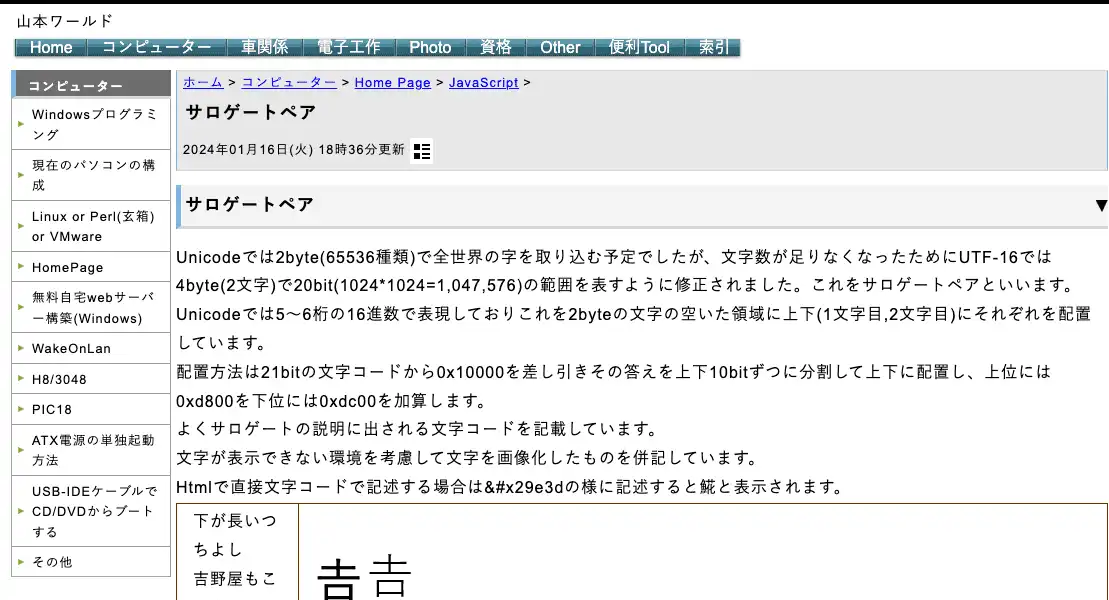 山本ワールド
Home コンピューター 車関係 電子工作 Photo 資格 Other 便利Tool 索引
コンピューター
Windowsプログラミ
ング
現在のパソコンの構
成
Linux or Perl(玄箱)
or VMware
HomePage
無料自宅webサーバ
ー構築(Windows)
WakeOnLan
H8/3048
PIC18
ATX電源の単独起動
方法
USB-IDEケーブルで
CD/DVDからブート
する
その他
ホーム > コンピューター > Home Page > JavaScript >
サロゲートペア
2024年01月16日(火) 18時36分更新
サロゲートペア ▼
Unicodeでは2byte(65536種類)で全世界の字を取り込む予定でしたが、文字数が足りなくなったためにUTF-16では
4byte(2文字)で20bit(1024*1024=1,047,576)の範囲を表すように修正されました。これをサロゲートペアといいます。
Unicodeでは5～6桁の16進数で表現しておりこれを2byteの文字の空いた領域に上下(1文字目,2文字目)にそれぞれを配置
しています。
配置方法は21bitの文字コードから0x10000を差し引きその答えを上下10bitずつに分割して上下に配置し、上位には
0xd800を下位には0xdc00を加算します。
よくサロゲートの説明に出される文字コードを記載しています。
文字が表示できない環境を考慮して文字を画像化したものを併記しています。
Htmlで直接文字コードで記述する場合は&#x29e3dの様に記述すると𩸽と表示されます。
下が長いつ
ちよし
吉野屋もこ
𠮷 𠮷